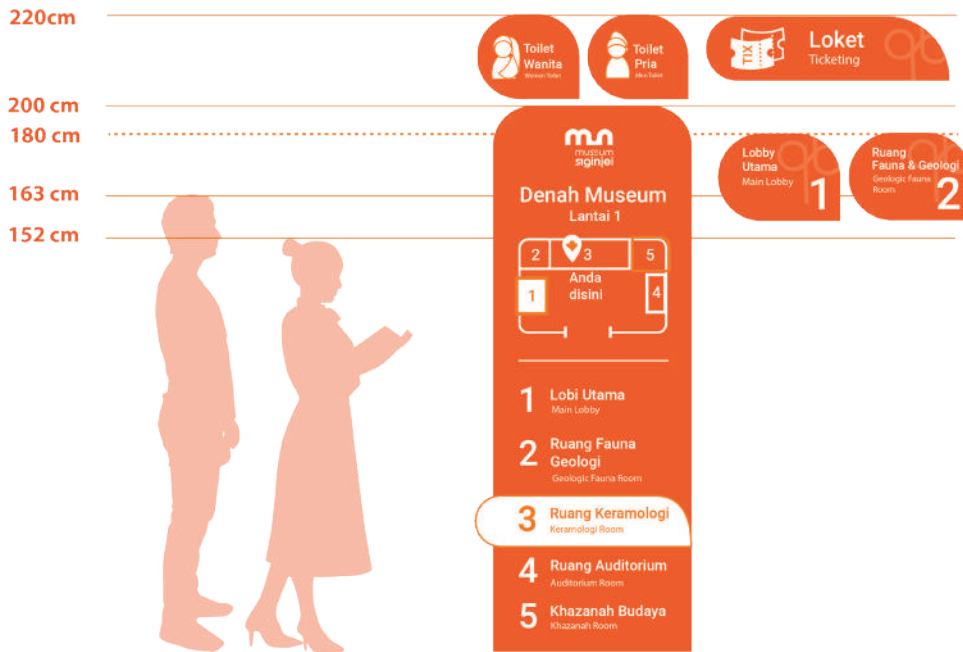 220cm
200 cm
180 cm
163 cm
152 cm
Toilet
Wanita
Women Toilet
Toilet
Pria
Men Toilet
TIX
Loket
Ticketing
museum
siginjei
Denah Museum
Lantai 1
2
3
5
Anda
disini
1
4
1 Lobi Utama
Main Lobby
2 Ruang Fauna
Geologi
Geologic Fauna Room
3 Ruang Keramologi
Keramologi Room
4 Ruang Auditorium
Auditorium Room
5 Khazanah Budaya
Khazanah Room
Lobby
Utama
Main Lobby
1
Ruang
Fauna & Geologi
Geologic Fauna
Room
2